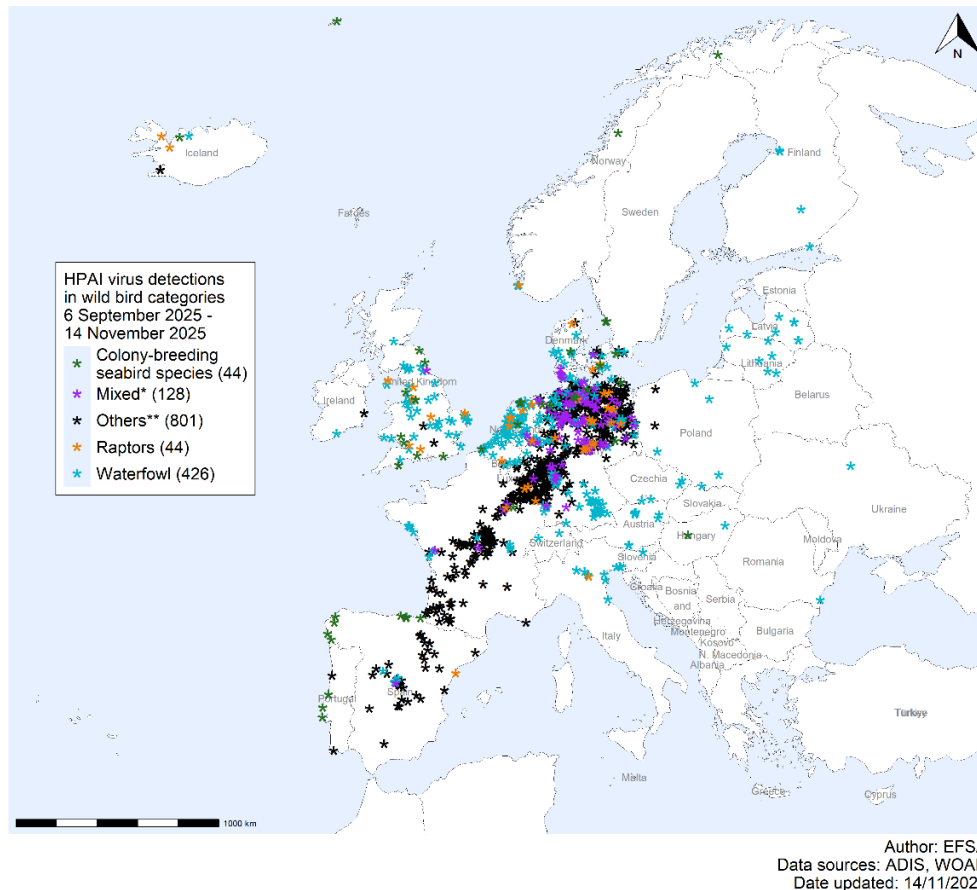 N
Iceland
Norway
Finland
Sweden
Faroes
HPAI virus detections
in wild bird categories
6 September 2025 -
14 November 2025
Colony-breeding
seabird species (44)
Mixed* (128)
Others** (801)
Raptors (44)
Waterfowl (426)
Estonia
Latvia
Lithuania
Denmark
United Kingdom
Ireland
Belarus
Poland
Czechia
Slovakia
Ukraine
Austria
Hungary
Moldova
Switzerland
Slovenia
Romania
Croatia
Bosnia
and
Herzegovina
Serbia
Italy
Montenegro
Kosovo
Bulgaria
N. Macedonia
Albania
Portugal
Spain
Türkiye
Malta
Greece
Cyprus
1000 km
Author: EFSA
Data sources: ADIS, WOA
Date updated: 14/11/202